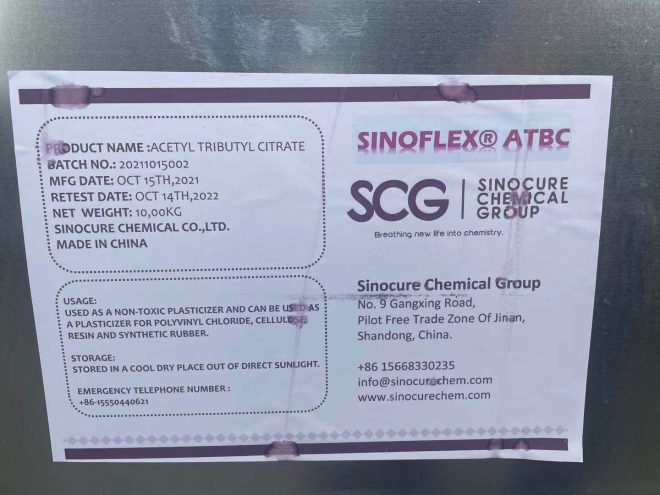 PRODUCT NAME :ACETYL TRIBUTYL CITRATE
BATCH NO.: 20211015002
MFG DATE: OCT 15TH,2021
RETEST DATE: OCT 14TH,2022
NET WEIGHT: 10,00KG
SINOCURE CHEMICAL CO.,LTD.
MADE IN CHINA
USAGE:
USED AS A NON-TOXIC PLASTICIZER AND CAN BE USED AS
A PLASTICIZER FOR POLYVINYL CHLORIDE, CELLULOSE
RESIN AND SYNTHETIC RUBBER.
STORAGE:
STORED IN A COOL DRY PLACE OUT OF DIRECT SUNLIGHT.
EMERGENCY TELEPHONE NUMBER :
+86-15550440621
SINOFLEX® ATBC
SCG
SINOCURE
CHEMICAL
GROUP
Breathing new life into chemistry.
Sinocure Chemical Group
No. 9 Gangxing Road,
Pilot Free Trade Zone Of Jinan,
Shandong, China.
+86 15668330235
info@sinocurechem.com
www.sinocurechem.com